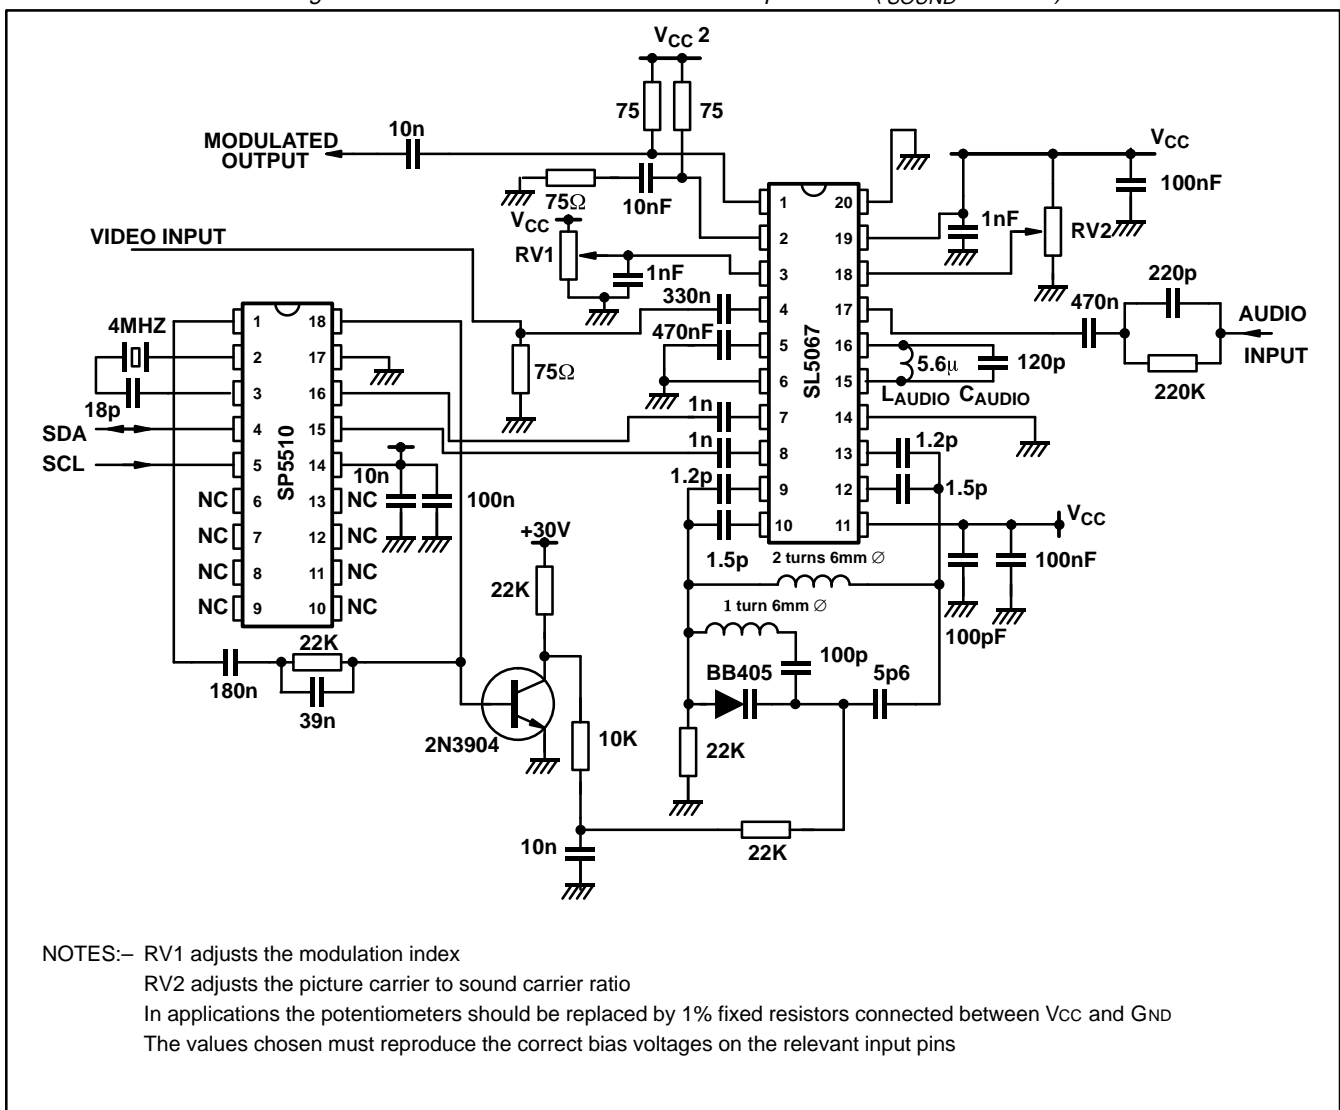 SOUND
VCC 2
75
75
10n
MODULATED
OUTPUT
75Ω
10nF
VCC
RV1
1nF
VIDEO INPUT
330n
470nF
75Ω
1n
1n
1.2p
1.5p
SL5067
1
2
3
4
5
6
7
8
9
10
20
19
18
17
16
15
14
13
12
11
VCC
100nF
1nF
RV2
220p
470n
AUDIO
INPUT
220K
5.6μ
120p
LAUDIO CAUDIO
1.2p
1.5p
VCC
100nF
100pF
4MHZ
18p
SDA
SCL
SP5510
1
2
3
4
5
6
7
8
9
18
17
16
15
14
13
12
11
10
NC
NC
NC
NC
NC
NC
NC
NC
10n
100n
22K
180n
39n
+30V
22K
2N3904
10K
10n
22K
2 turns 6mm ∅
1 turn 6mm ∅
100p
BB405
5p6
22K
NOTES:– RV1 adjusts the modulation index
RV2 adjusts the picture carrier to sound carrier ratio
In applications the potentiometers should be replaced by 1% fixed resistors connected between VCC and GND
The values chosen must reproduce the correct bias voltages on the relevant input pins